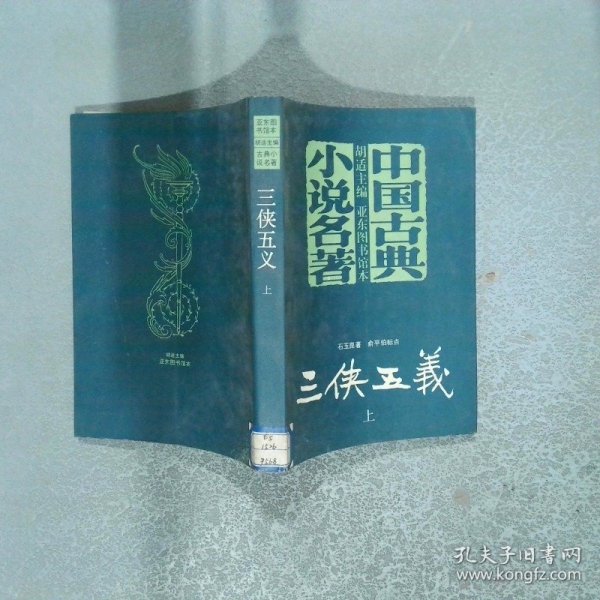 中国古典
小说名著
胡适主编 亚东图书馆本
石玉昆著 俞平伯标点
三侠五義
上
亚东图
书馆本
胡适主编
古典小
说名著
三侠五义
上
胡适主编
亚东图书馆本
孔夫子旧书网
www.kongfz.com